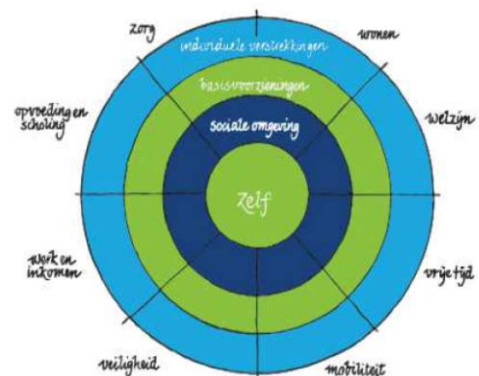 zorg
wonen
individuele verstrekkingen
basisvoorzieningen
opvoeding en
scholing
sociale omgeving
welzijn
zelf
werk en
inkomen
vrije tijd
veiligheid
mobiliteit